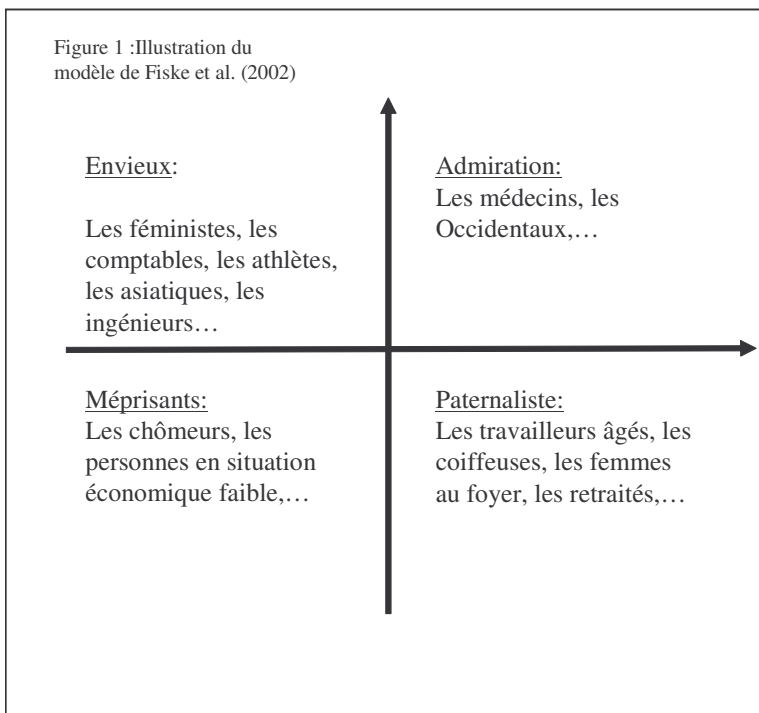 Figure 1 :Illustration du
modèle de Fiske et al. (2002)
Envieux:
Les féministes, les
comptables, les athlètes,
les asiatiques, les
ingénieurs…
Admiration:
Les médecins, les
Occidentaux,…
Méprisants:
Les chômeurs, les
personnes en situation
économique faible,…
Paternaliste:
Les travailleurs âgés, les
coiffeuses, les femmes
au foyer, les retraités,…